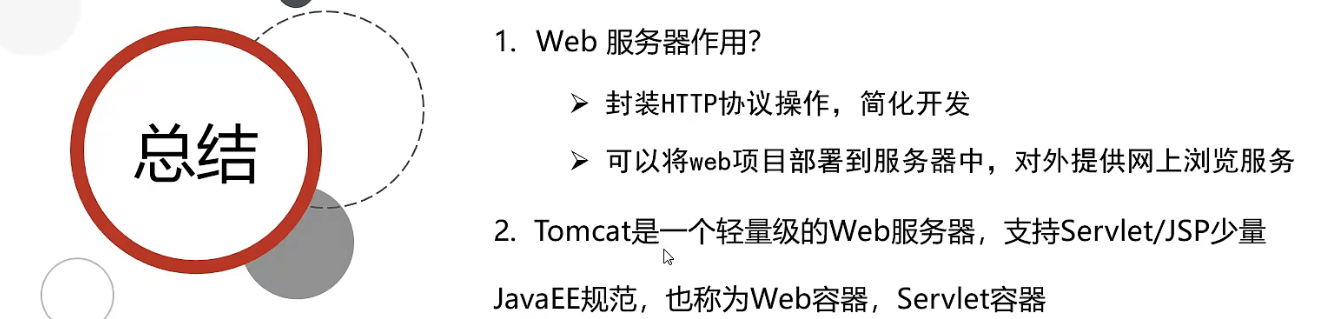 总结
1. Web 服务器作用？
➢ 封装HTTP协议操作，简化开发
➢ 可以将web项目部署到服务器中，对外提供网上浏览服务
2. Tomcat是一个轻量级的Web服务器，支持Servlet/JSP少量
JavaEE规范，也称为Web容器，Servlet容器